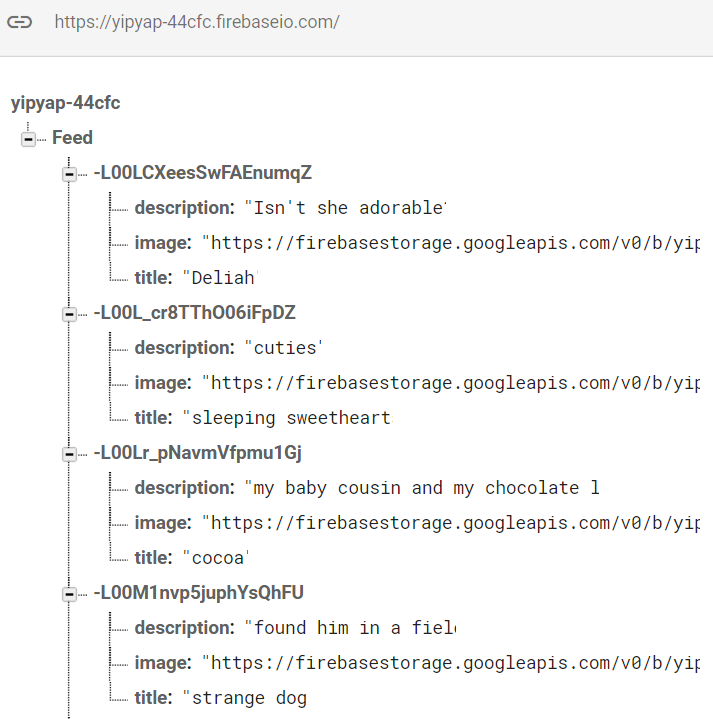 https://yipyap-44cfc.firebaseio.com/
yipyap-44cfc
Feed
-L00LCXeesSwFAEnumqZ
description: "Isn't she adorable"
image: "https://firebasestorage.googleapis.com/v0/b/yip
title: "Deliah"
-L00L_cr8TThO06iFpDZ
description: "cuties"
image: "https://firebasestorage.googleapis.com/v0/b/yip
title: "sleeping sweetheart
-L00Lr_pNavmVfpmu1Gj
description: "my baby cousin and my chocolate l
image: "https://firebasestorage.googleapis.com/v0/b/yip
title: "cocoa"
-L00M1nvp5juphYsQhFU
description: "found him in a field
image: "https://firebasestorage.googleapis.com/v0/b/yip
title: "strange dog